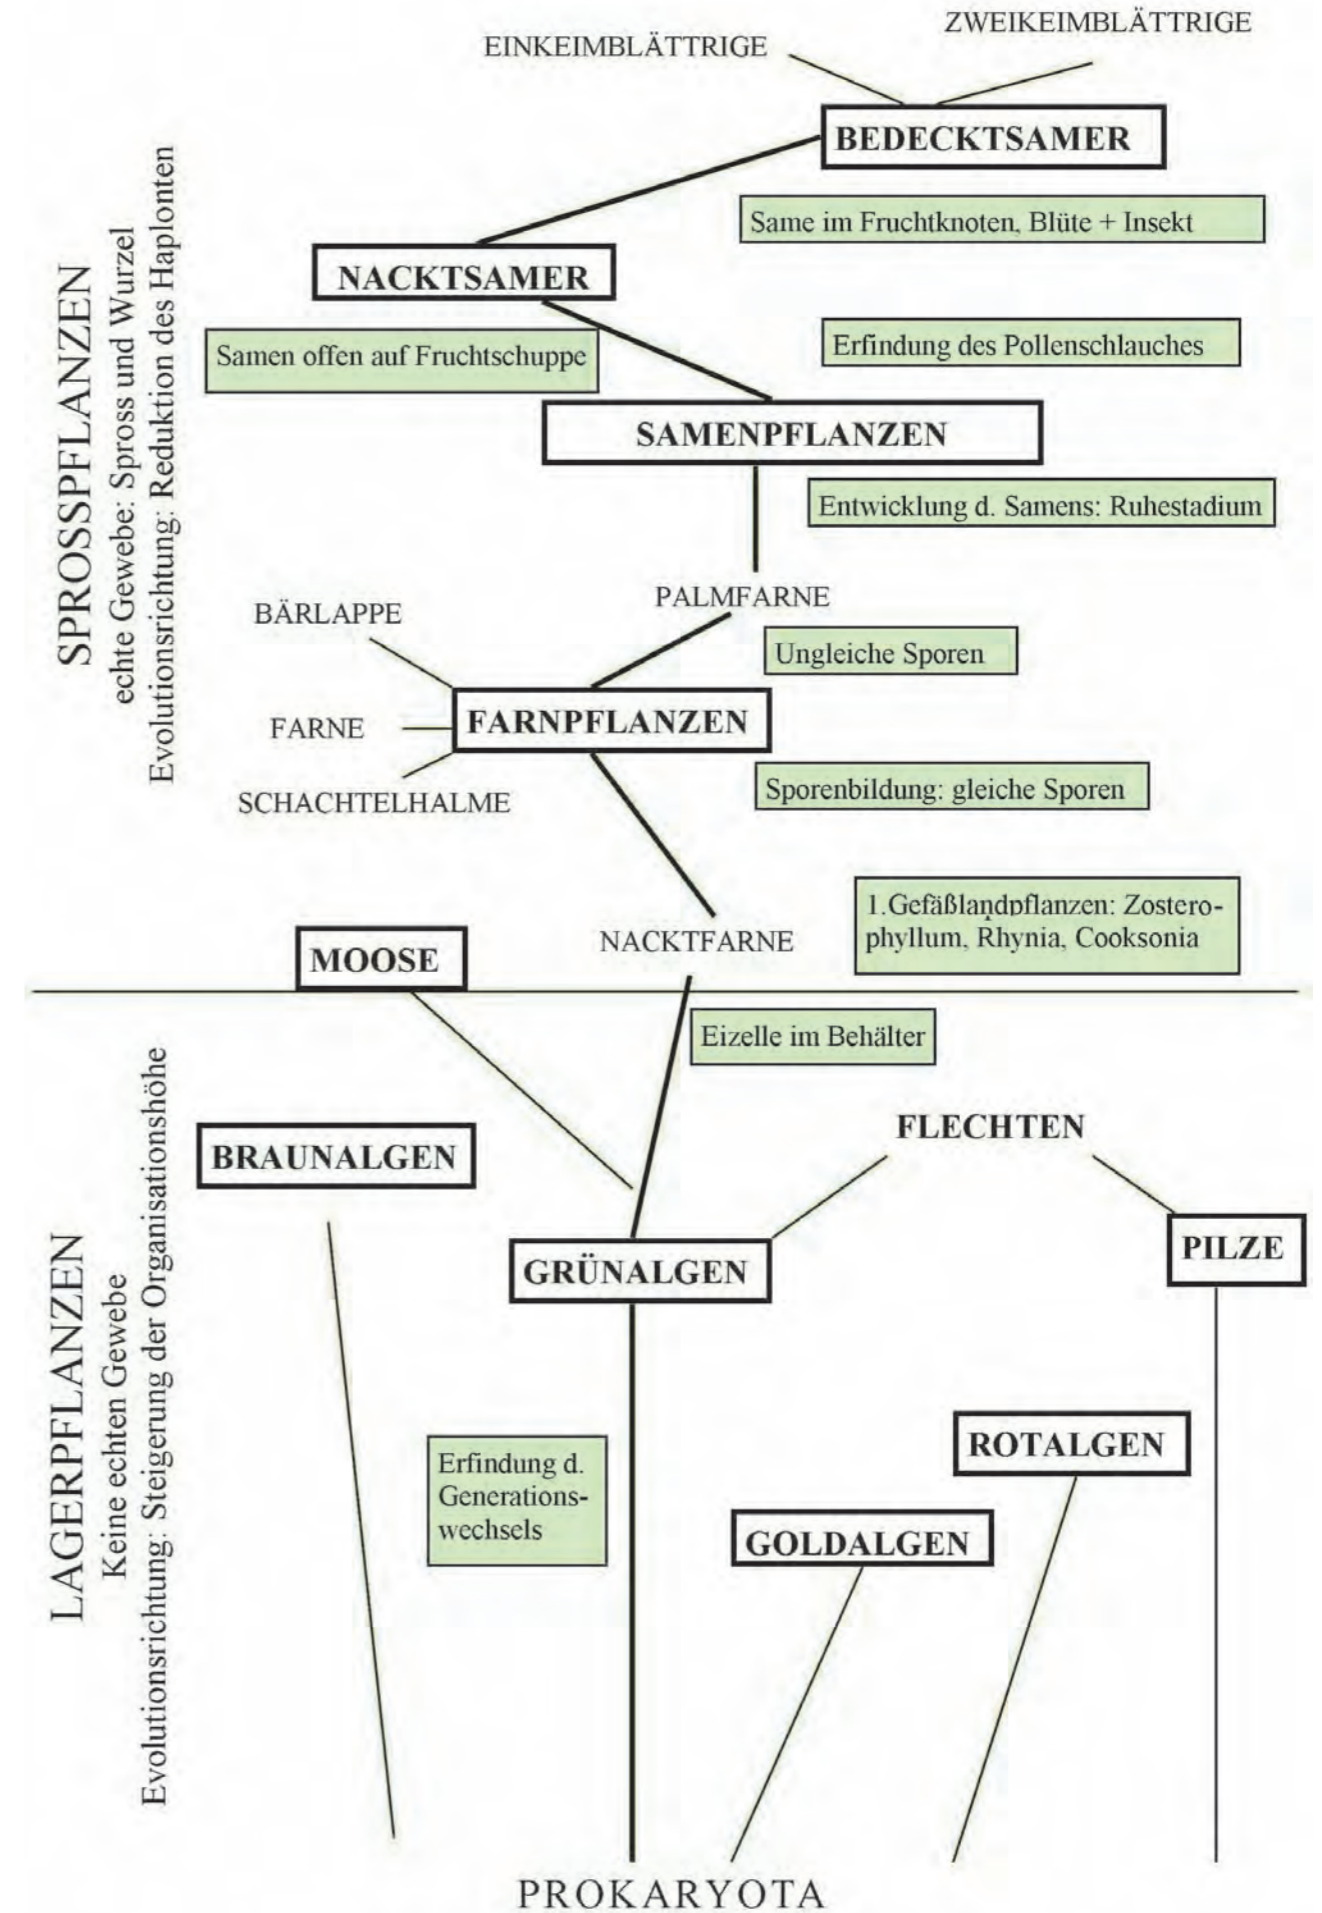 ZWEIKEIMBLÄTTRIGE
EINKEIMBLÄTTRIGE
BEDECKTSAMER
Same im Fruchtknoten, Blüte + Insekt
NACKTSAMER
Samen offen auf Fruchtschuppe
Erfindung des Pollenschlauches
SAMENPFLANZEN
Entwicklung d. Samens: Ruhestadium
PALMFARNE
BÄRLAPPE
Ungleiche Sporen
FARNPFLANZEN
FARNE
SCHACHTELHALME
Sporenbildung: gleiche Sporen
1.Gefäßlandpflanzen: Zostero-
phyllum, Rhynia, Cooksonia
NACKTFARNE
MOOSE
SPROSSPFLANZEN
echte Gewebe: Spross und Wurzel
Evolutionsrichtung: Reduktion des Haplonten
Eizelle im Behälter
FLECHTEN
BRAUNALGEN
PILZE
GRÜNALGEN
ROTALGEN
Erfindung d.
Generations-
wechsels
GOLDALGEN
LAGERPFLANZEN
Keine echten Gewebe
Evolutionsrichtung: Steigerung der Organisationshöhe
PROKARYOTA